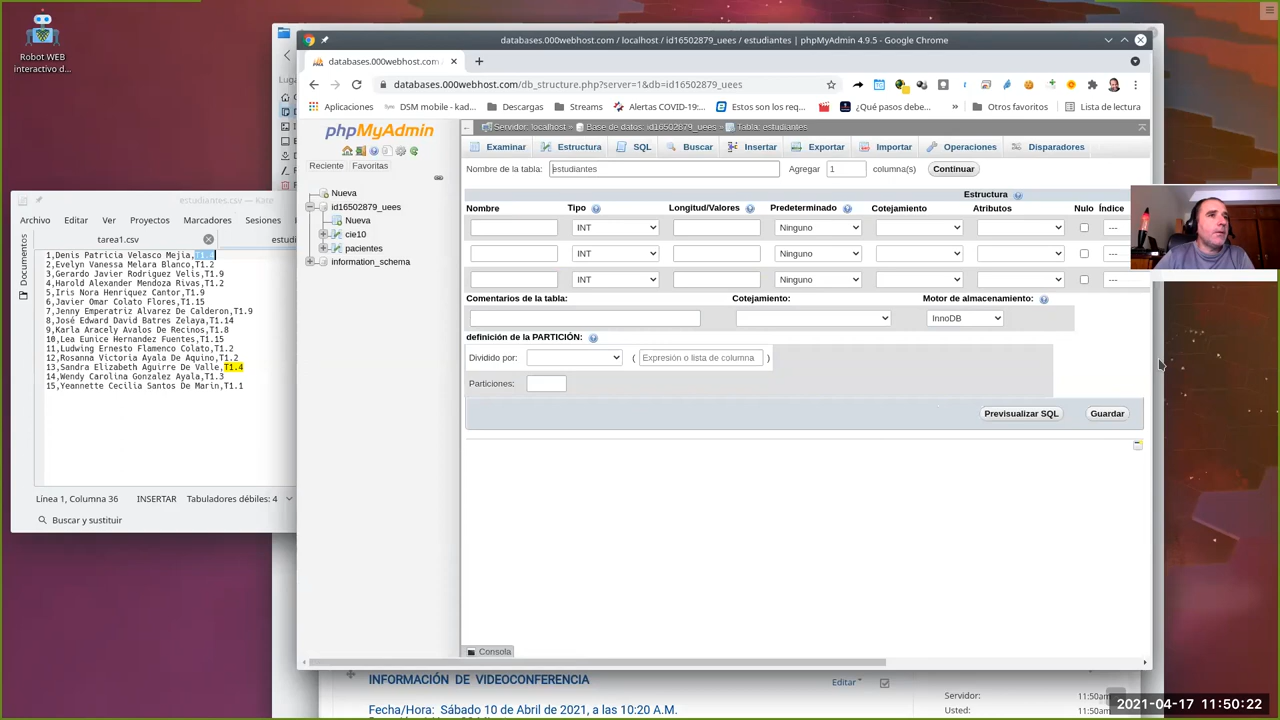 Robot WEB
interactivo d...
databases.000webhost.com / localhost / id16502879_uees / estudiantes | phpMyAdmin 4.9.5 - Google Chrome
databases.000webhost.com /
databases.000webhost.com/db_structure.php?server=1&db=id16502879_uees
Aplicaciones
DSM mobile - kad...
Descargas
Streams
Alertas COVID-19:...
Estos son los req...
¿Qué pasos debe...
»
Otros favoritos
Lista de lectura
Luga
phpMyAdmin
Reciente Favoritas
Nueva
id16502879_uees
Nueva
cie10
pacientes
information_schema
Servidor: localhost » Base de datos: id16502879_uees » Tabla: estudiantes
Examinar Estructura SQL Buscar Insertar Exportar Importar Operaciones Disparadores
Nombre de la tabla: estudiantes Agregar 1 columna(s) Continuar
Estructura
Nombre Tipo Longitud/Valores Predeterminado Cotejamiento Atributos Nulo Índice
INT Ninguno ---
INT Ninguno ---
INT Ninguno ---
Comentarios de la tabla: Cotejamiento: Motor de almacenamiento:
InnoDB
definición de la PARTICIÓN:
Dividido por: ( Expresión o lista de columna )
Particiones:
Previsualizar SQL Guardar
Consola
estudiantes.csv — Kate
Archivo Editar Ver Proyectos Marcadores Sesiones
tarea1.csv
estudi
Documentos
1,Denis Patricia Velasco Mejia,
2,Evelyn Vanessa Melara Blanco,T1.2
3,Gerardo Javier Rodriguez Velis,T1.9
4,Harold Alexander Mendoza Rivas,T1.2
5,Iris Nora Henriquez Cantor,T1.9
6,Javier Omar Colato Flores,T1.15
7,Jenny Emperatriz Alvarez De Calderon,T1.9
8,José Edward David Batres Zelaya,T1.14
9,Karla Aracely Avalos De Recinos,T1.8
10,Lea Eunice Hernandez Fuentes,T1.15
11,Ludwing Ernesto Flamenco Colato,T1.2
12,Rosanna Victoria Ayala De Aquino,T1.2
13,Sandra Elizabeth Aguirre De Valle,T1.4
14,Wendy Carolina Gonzalez Ayala,T1.3
15,Yeannette Cecilia Santos De Marin,T1.1
Línea 1, Columna 36 INSERTAR Tabuladores débiles: 4
Buscar y sustituir
INFORMACIÓN DE VIDEOCONFERENCIA
Editar
Fecha/Hora: Sábado 10 de Abril de 2021, a las 10:20 A.M.
Servidor: 11:50am
Usted: 11:50am
2021-04-17 11:50:22